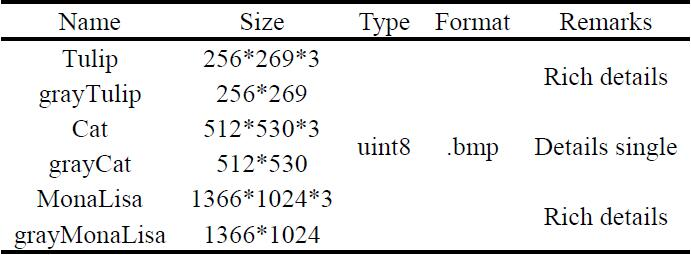 Name Size Type Format Remarks
Tulip 256*269*3
Rich details
grayTulip 256*269
Cat 512*530*3
uint8 .bmp Details single
grayCat 512*530
MonaLisa 1366*1024*3
Rich details
grayMonaLisa 1366*1024